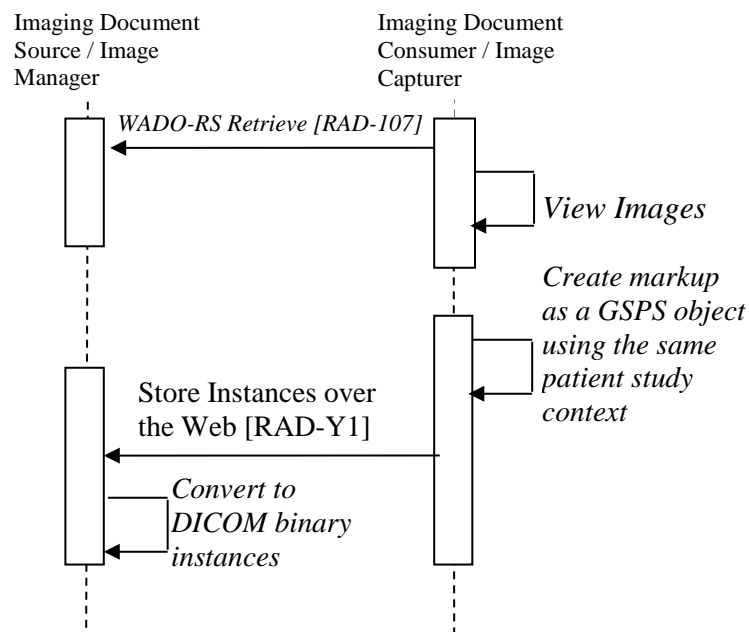 Imaging Document
Source / Image
Manager
Imaging Document
Consumer / Image
Capturer
WADO-RS Retrieve [RAD-107]
View Images
Create markup
as a GSPS object
using the same
patient study
context
Store Instances over
the Web [RAD-Y1]
Convert to
DICOM binary
instances